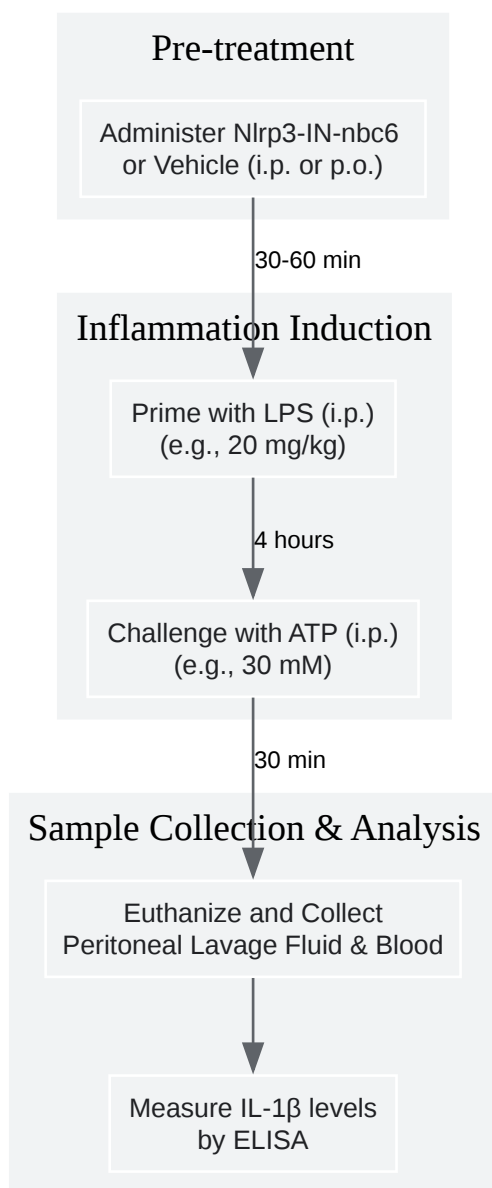 Pre-treatment
Administer Nlrp3-IN-nbc6
or Vehicle (i.p. or p.o.)
30-60 min
Inflammation Induction
Prime with LPS (i.p.)
(e.g., 20 mg/kg)
4 hours
Challenge with ATP (i.p.)
(e.g., 30 mM)
30 min
Sample Collection & Analysis
Euthanize and Collect
Peritoneal Lavage Fluid & Blood
Measure IL-1β levels
by ELISA